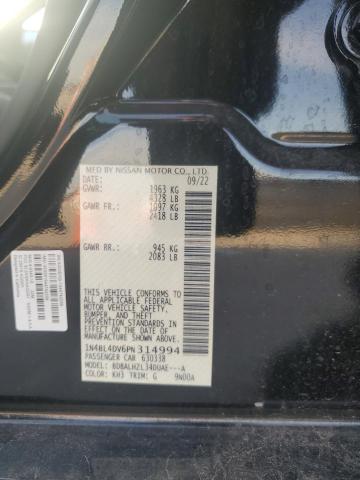 MFD BY NISSAN MOTOR CO., LTD.
09/22
GVWR: 1963 KG
4328 LB
GAWR FR.: 1097 KG
2418 LB
GAWR RR.: 945 KG
2083 LB
THIS VEHICLE CONFORMS TO
ALL APPLICABLE FEDERAL
MOTOR VEHICLE SAFETY,
BUMPER, AND THEFT
PREVENTION STANDARDS
IN EFFECT ON THE DATE OF
MANUFACTURE SHOWN ABOVE.
1N4BL4DV6PN314994
PASSENGER CAR 630338
MODEL: BDBALHZL34DUAE---A
COLOR: KH3 TRIM: G 9N00A